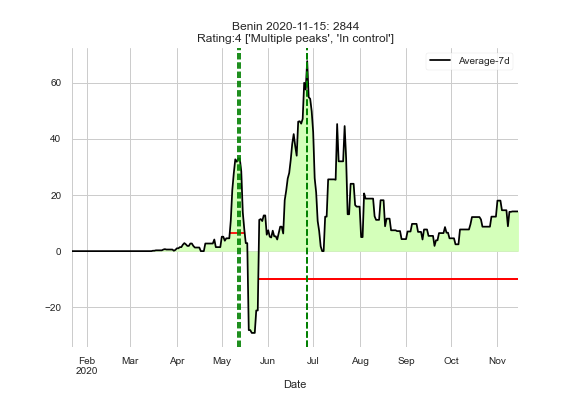 Benin 2020-11-15: 2844
Rating:4 ['Multiple peaks', 'In control']
Average-7d
60
40
20
0
−20
Feb Mar Apr May Jun Jul Aug Sep Oct Nov
2020
Date